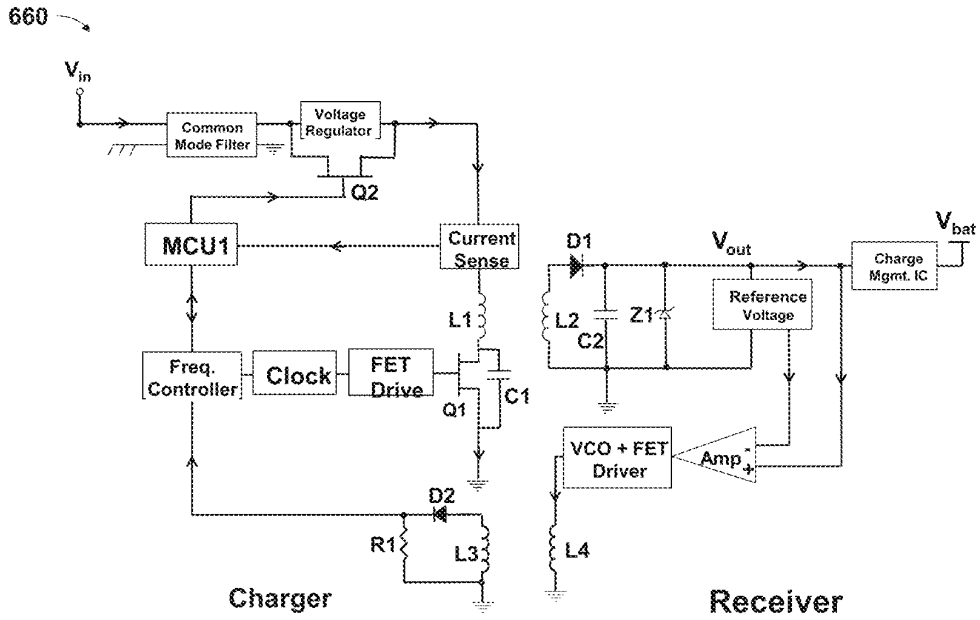 660
Vin
Common
Mode Filter
Voltage
Regulator
Q2
MCU1
Current
Sense
D1
Vout
Vbat
Charge
Mgmt. IC
L1
L2
C2
Z1
Reference
Voltage
Freq.
Controller
Clock
FET
Drive
Q1
C1
VCO + FET
Driver
Amp
-
+
D2
R1
L3
L4
Charger
Receiver